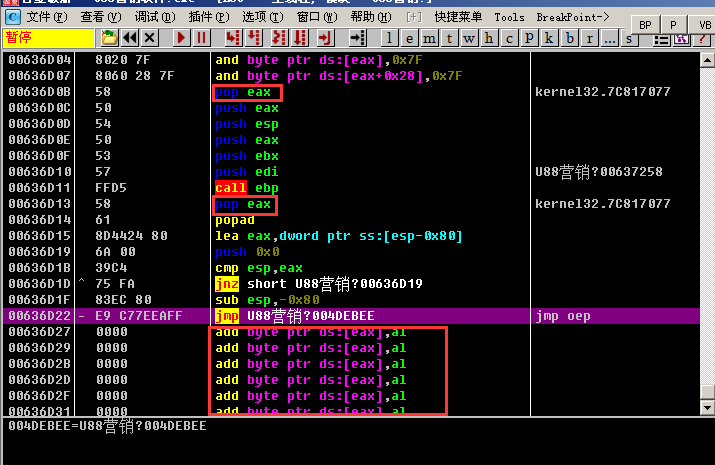 文件(F) 查看(V) 调试(D) 插件(P) 选项(T) 窗口(W) 帮助(H) [+] 快捷菜单 Tools BreakPoint->
暂停 l e m t w h c p k b r ... s BP P VB
00636D04 8020 7F and byte ptr ds:[eax],0x7F
00636D07 8060 28 7F and byte ptr ds:[eax+0x28],0x7F
00636D0B 58 pop eax kernel32.7C817077
00636D0C 50 push eax
00636D0D 54 push esp
00636D0E 50 push eax
00636D0F 53 push ebx
00636D10 57 push edi U88营销?00637258
00636D11 FFD5 call ebp
00636D13 58 pop eax kernel32.7C817077
00636D14 61 popad
00636D15 8D4424 80 lea eax,dword ptr ss:[esp-0x80]
00636D19 6A 00 push 0x0
00636D1B 39C4 cmp esp,eax
00636D1D ^ 75 FA jnz short U88营销?00636D19
00636D1F 83EC 80 sub esp,-0x80
00636D22 - E9 C77EEAFF jmp U88营销?004DEBEE jmp oep
00636D27 0000 add byte ptr ds:[eax],al
00636D29 0000 add byte ptr ds:[eax],al
00636D2B 0000 add byte ptr ds:[eax],al
00636D2D 0000 add byte ptr ds:[eax],al
00636D2F 0000 add byte ptr ds:[eax],al
00636D31 0000 add byte ptr ds:[eax],al
004DEBEE=U88营销?004DEBEE